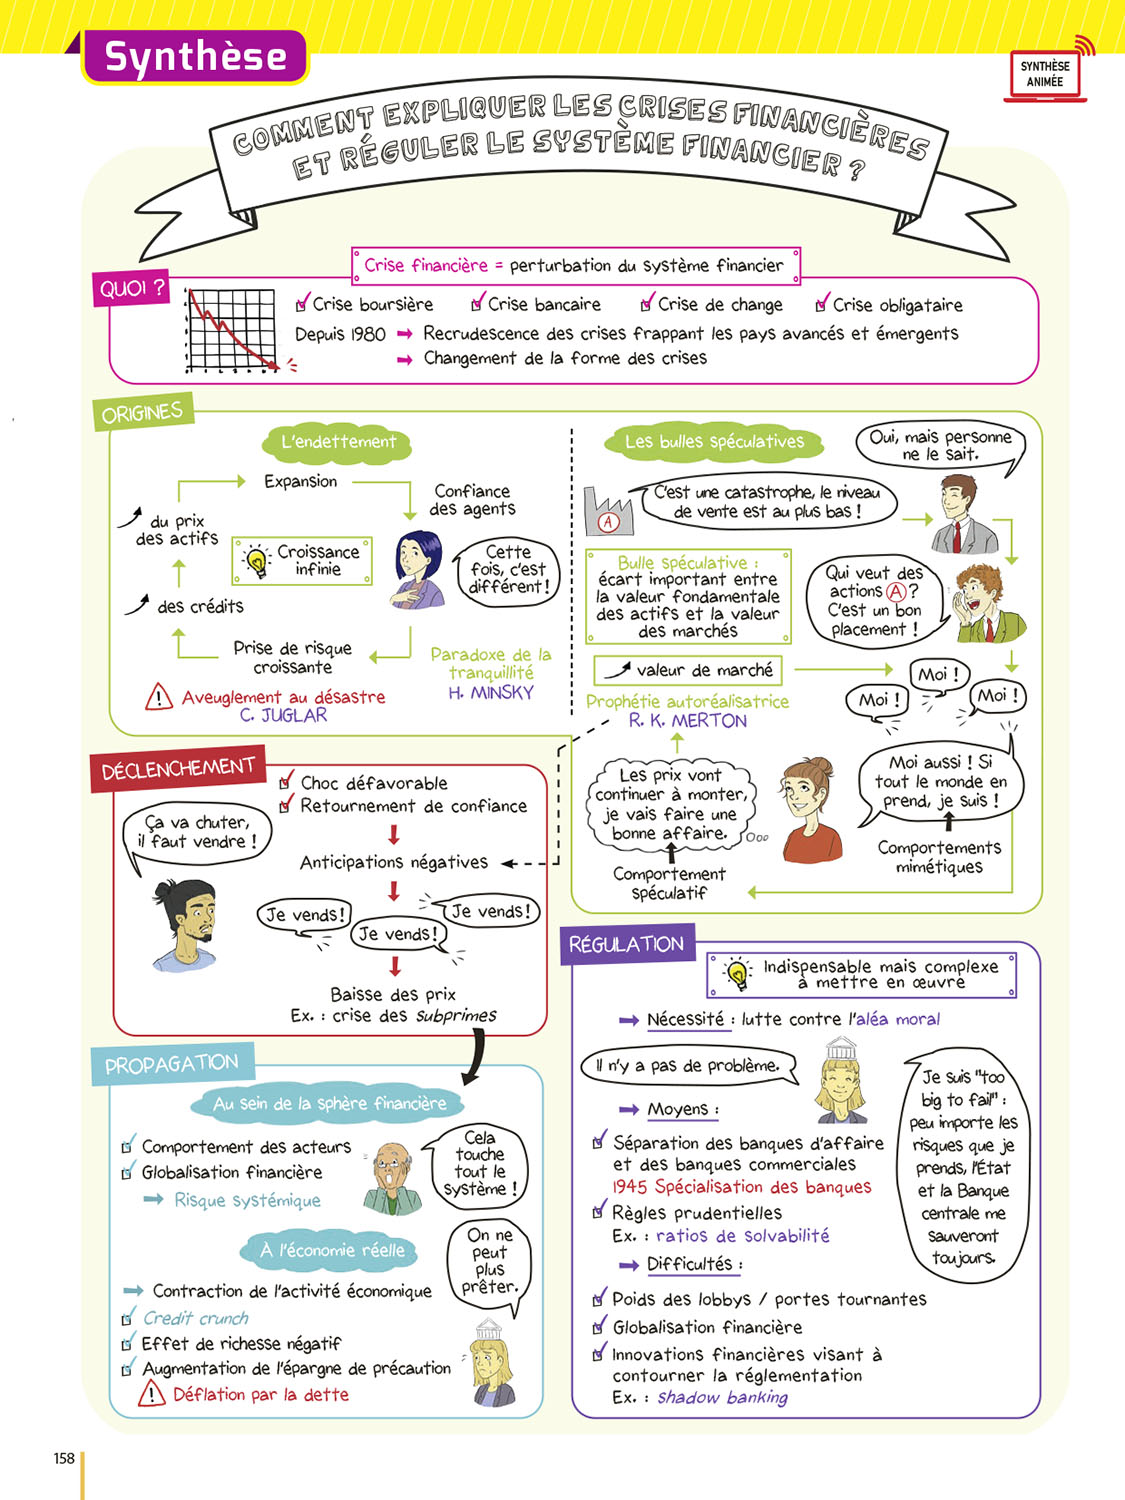 Synthèse
SYNTHÈSE
ANIMÉE
COMMENT EXPLIQUER LES CRISES FINANCIÈRES
ET RÉGULER LE SYSTÈME FINANCIER ?
QUOI ?
Crise financière = perturbation du système financier
Crise boursière
Crise bancaire
Crise de change
Crise obligataire
Depuis 1980 → Recrudescence des crises frappant les pays avancés et émergents
→ Changement de la forme des crises
ORIGINES
L'endettement
Expansion
Confiance
des agents
du prix
des actifs
Croissance
infinie
Cette
fois, c'est
différent !
des crédits
Prise de risque
croissante
Paradoxe de la
tranquillité
H. MINSKY
! Aveuglement au désastre
C. JUGLAR
Les bulles spéculatives
Oui, mais personne
ne le sait.
C'est une catastrophe, le niveau
de vente est au plus bas !
A
Bulle spéculative :
écart important entre
la valeur fondamentale
des actifs et la valeur
des marchés
Qui veut des
actions A ?
C'est un bon
placement !
valeur de marché
Moi !
Moi !
Moi !
Prophétie autoréalisatrice
R. K. MERTON
Les prix vont
continuer à monter,
je vais faire une
bonne affaire.
Moi aussi ! Si
tout le monde en
prend, je suis !
Comportement
spéculatif
Comportements
mimétiques
DÉCLENCHEMENT
Choc défavorable
Retournement de confiance
Ça va chuter,
il faut vendre !
Anticipations négatives
Je vends !
Je vends !
Je vends !
Baisse des prix
Ex. : crise des subprimes
PROPAGATION
Au sein de la sphère financière
Comportement des acteurs
Globalisation financière
→ Risque systémique
Cela
touche
tout le
système !
À l'économie réelle
On ne
peut
plus
prêter.
→ Contraction de l'activité économique
Credit crunch
Effet de richesse négatif
Augmentation de l'épargne de précaution
! Déflation par la dette
RÉGULATION
Indispensable mais complexe
à mettre en œuvre
→ Nécessité : lutte contre l'aléa moral
Il n'y a pas de problème.
Je suis "too
big to fail" :
peu importe les
risques que je
prends, l'État
et la Banque
centrale me
sauveront
toujours.
→ Moyens :
Séparation des banques d'affaire
et des banques commerciales
1945 Spécialisation des banques
Règles prudentielles
Ex. : ratios de solvabilité
→ Difficultés :
Poids des lobbys / portes tournantes
Globalisation financière
Innovations financières visant à
contourner la réglementation
Ex. : shadow banking
158